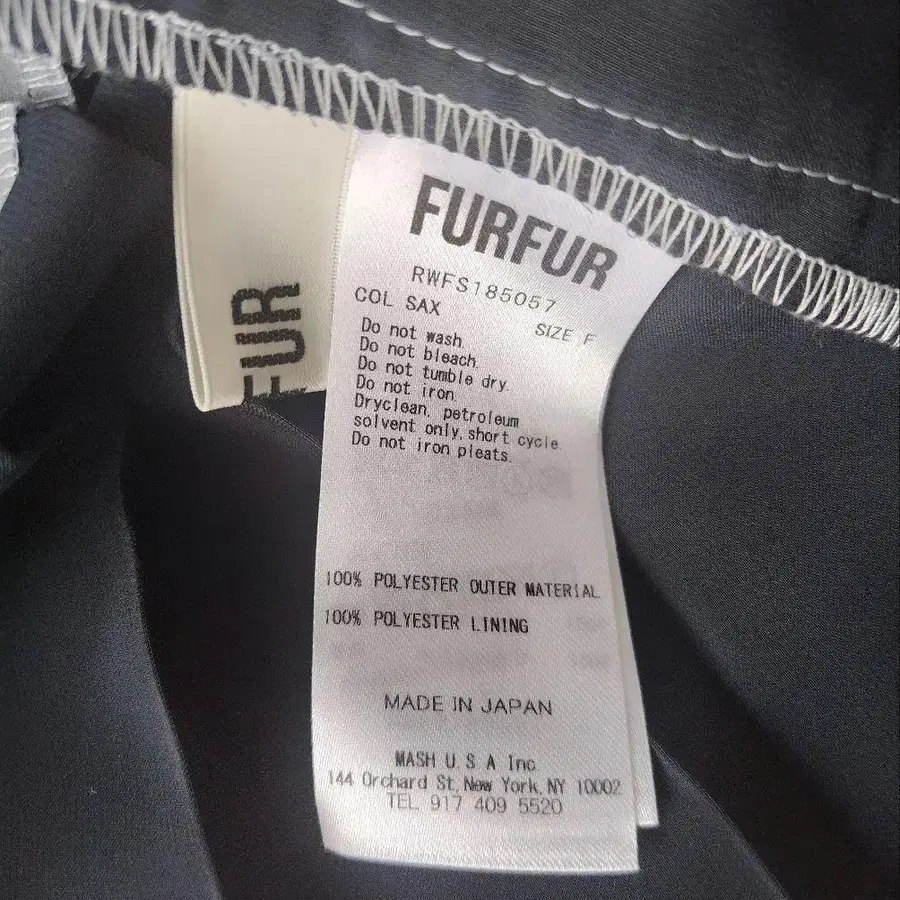 FUR
FURFUR
RWFS185057
COL SAX
SIZE F
Do not wash.
Do not bleach.
Do not tumble dry.
Do not iron.
Dryclean, petroleum
solvent only, short cycle.
Do not iron pleats.
100% POLYESTER OUTER MATERIAL
100% POLYESTER LINING
MADE IN JAPAN
MASH U S A Inc
144 Orchard St, New York, NY 10002
TEL 917 409 5520